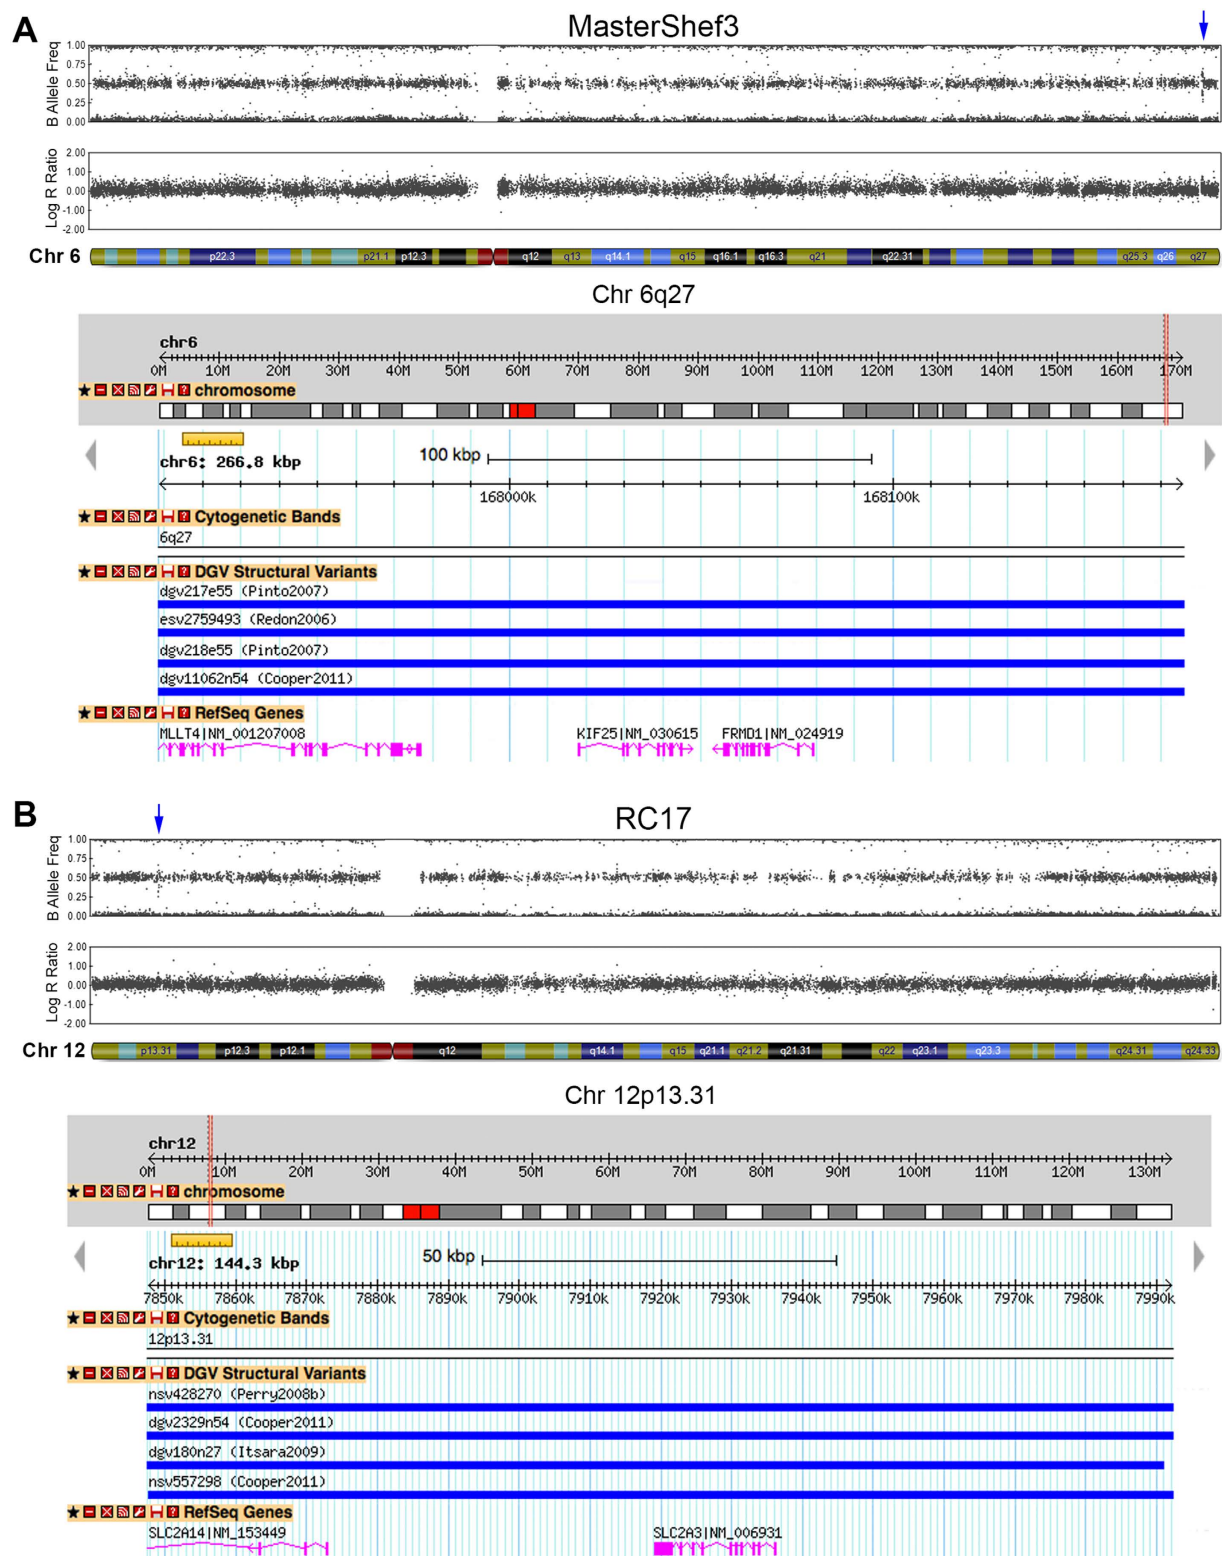 A
MasterShef3
B Allele Freq
1.00
0.75
0.50
0.25
0.00
Log R Ratio
2.00
1.00
0.00
-1.00
-2.00
Chr 6
p22.3 p21.1 p12.3 q12 q13 q14.1 q15 q16.1 q16.3 q21 q22.31 q25.3 q26 q27
Chr 6q27
chr6
0M 10M 20M 30M 40M 50M 60M 70M 80M 90M 100M 110M 120M 130M 140M 150M 160M 170M
chromosome
chr6: 266.8 kbp
100 kbp
168000k 168100k
Cytogenetic Bands
6q27
DGV Structural Variants
dgv217e55 (Pinto2007)
esv2759493 (Redon2006)
dgv218e55 (Pinto2007)
dgv11062n54 (Cooper2011)
RefSeq Genes
MLLT4|NM_001207008 KIF25|NM_030615 FRMD1|NM_024919
B
RC17
B Allele Freq
1.00
0.75
0.50
0.25
0.00
Log R Ratio
2.00
1.00
0.00
-1.00
-2.00
Chr 12
p13.31 p12.3 p12.1 q12 q14.1 q15 q21.1 q21.2 q21.31 q22 q23.1 q23.3 q24.31 q24.33
Chr 12p13.31
chr12
0M 10M 20M 30M 40M 50M 60M 70M 80M 90M 100M 110M 120M 130M
chromosome
chr12: 144.3 kbp
50 kbp
7850k 7860k 7870k 7880k 7890k 7900k 7910k 7920k 7930k 7940k 7950k 7960k 7970k 7980k 7990k
Cytogenetic Bands
12p13.31
DGV Structural Variants
nsv428270 (Perry2008b)
dgv2329n54 (Cooper2011)
dgv180n27 (Itsara2009)
nsv557298 (Cooper2011)
RefSeq Genes
SLC2A14|NM_153449 SLC2A3|NM_006931